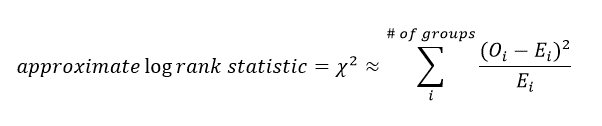 approximate log rank statistic = χ² ≈ ∑ᵢ^{# of groups} (Oᵢ − Eᵢ)² / Eᵢ